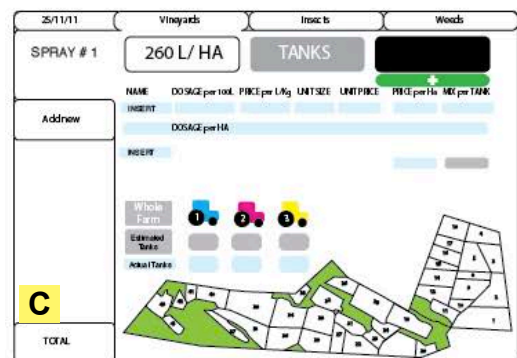 25/11/11 Vineyards Insects Weeds
SPRAY # 1 260 L/ HA TANKS
+
NAME DOSAGE per 100L PRICE per L/Kg UNIT SIZE UNIT PRICE PRICE per Ha MIX per TANK
INSERT
Add new
DOSAGE per HA
INSERT
Whole Farm
1 2 3
Estimated Tanks
Actual Tanks
C
TOTAL